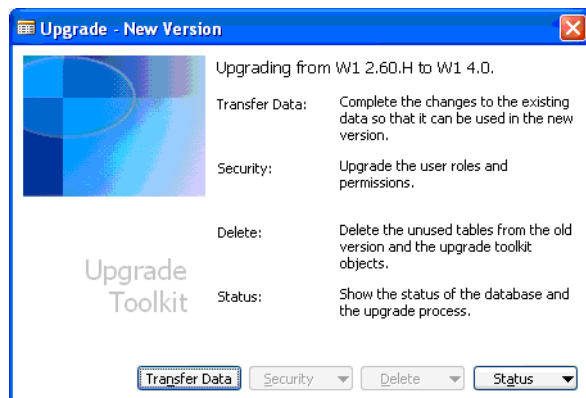 Upgrade - New Version
Upgrading from W1 2.60.H to W1 4.0.
Transfer Data:
Complete the changes to the existing
data so that it can be used in the new
version.
Security:
Upgrade the user roles and
permissions.
Delete:
Delete the unused tables from the old
version and the upgrade toolkit
objects.
Status:
Show the status of the database and
the upgrade process.
Upgrade
Toolkit
Transfer Data
Security
Delete
Status